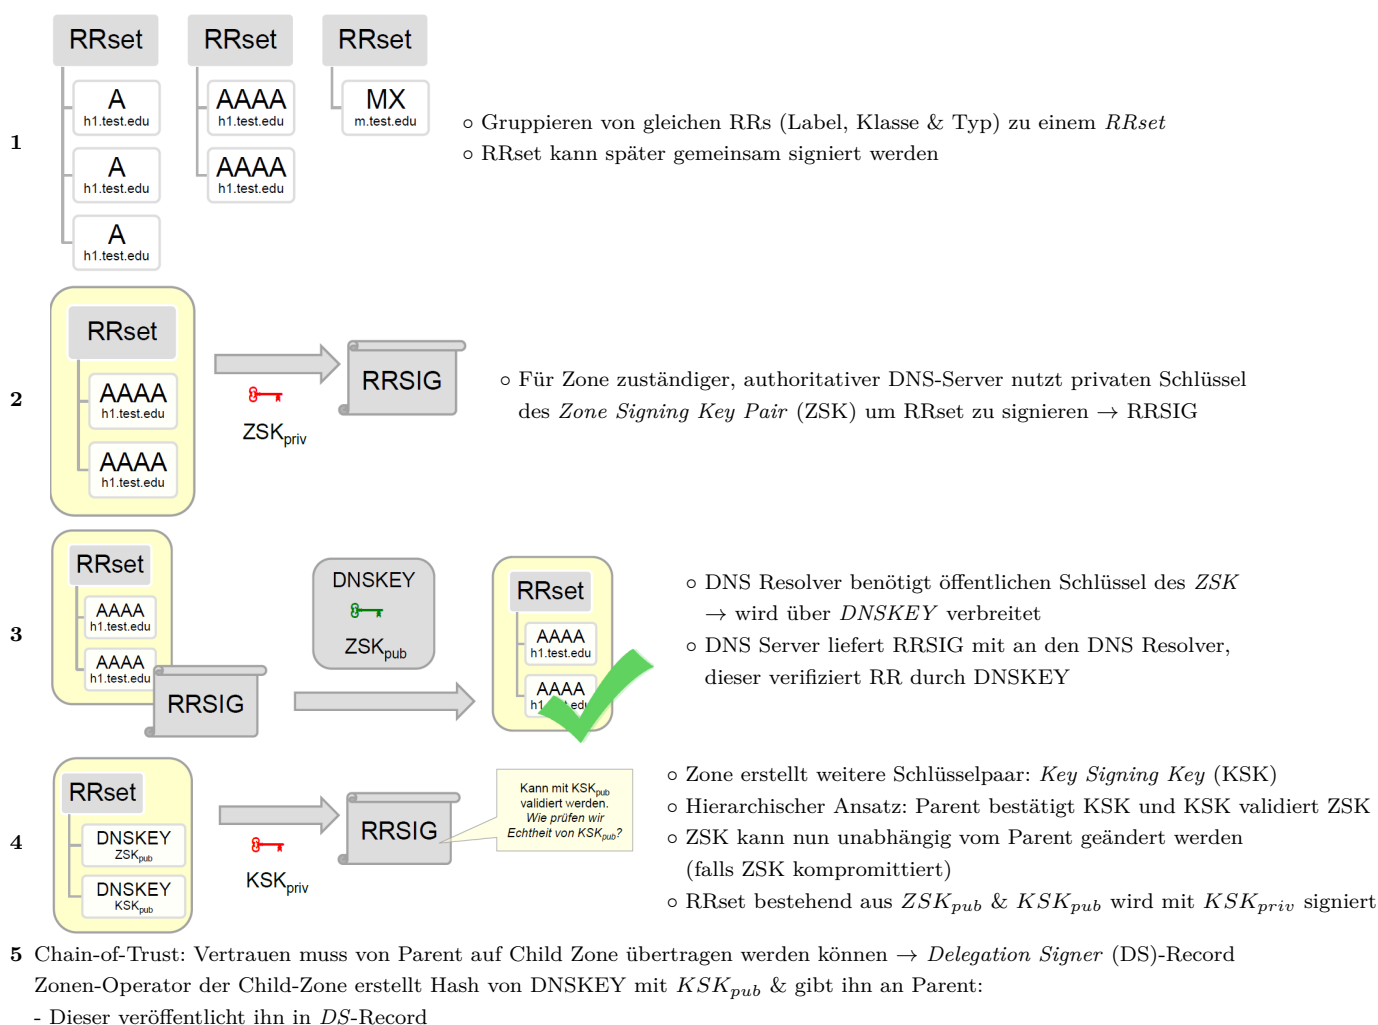 RRset
RRset
RRset
A
h1.test.edu
AAAA
h1.test.edu
MX
m.test.edu
A
h1.test.edu
AAAA
h1.test.edu
A
h1.test.edu
1
◦ Gruppieren von gleichen RRs (Label, Klasse & Typ) zu einem RRset
◦ RRset kann später gemeinsam signiert werden
2
RRset
AAAA
h1.test.edu
AAAA
h1.test.edu
ZSKpriv
RRSIG
◦ Für Zone zuständiger, authoritativer DNS-Server nutzt privaten Schlüssel
des Zone Signing Key Pair (ZSK) um RRset zu signieren → RRSIG
3
RRset
AAAA
h1.test.edu
AAAA
h1.test.edu
RRSIG
DNSKEY
ZSKpub
RRset
AAAA
h1.test.edu
AAAA
◦ DNS Resolver benötigt öffentlichen Schlüssel des ZSK
→ wird über DNSKEY verbreitet
◦ DNS Server liefert RRSIG mit an den DNS Resolver,
dieser verifiziert RR durch DNSKEY
4
RRset
DNSKEY
ZSKpub
DNSKEY
KSKpub
KSKpriv
RRSIG
Kann mit KSKpub
validiert werden.
Wie prüfen wir
Echtheit von KSKpub?
◦ Zone erstellt weitere Schlüsselpaar: Key Signing Key (KSK)
◦ Hierarchischer Ansatz: Parent bestätigt KSK und KSK validiert ZSK
◦ ZSK kann nun unabhängig vom Parent geändert werden
(falls ZSK kompromittiert)
◦ RRset bestehend aus ZSKpub & KSKpub wird mit KSKpriv signiert
5 Chain-of-Trust: Vertrauen muss von Parent auf Child Zone übertragen werden können → Delegation Signer (DS)-Record
Zonen-Operator der Child-Zone erstellt Hash von DNSKEY mit KSKpub & gibt ihn an Parent:
- Dieser veröffentlicht ihn in DS-Record